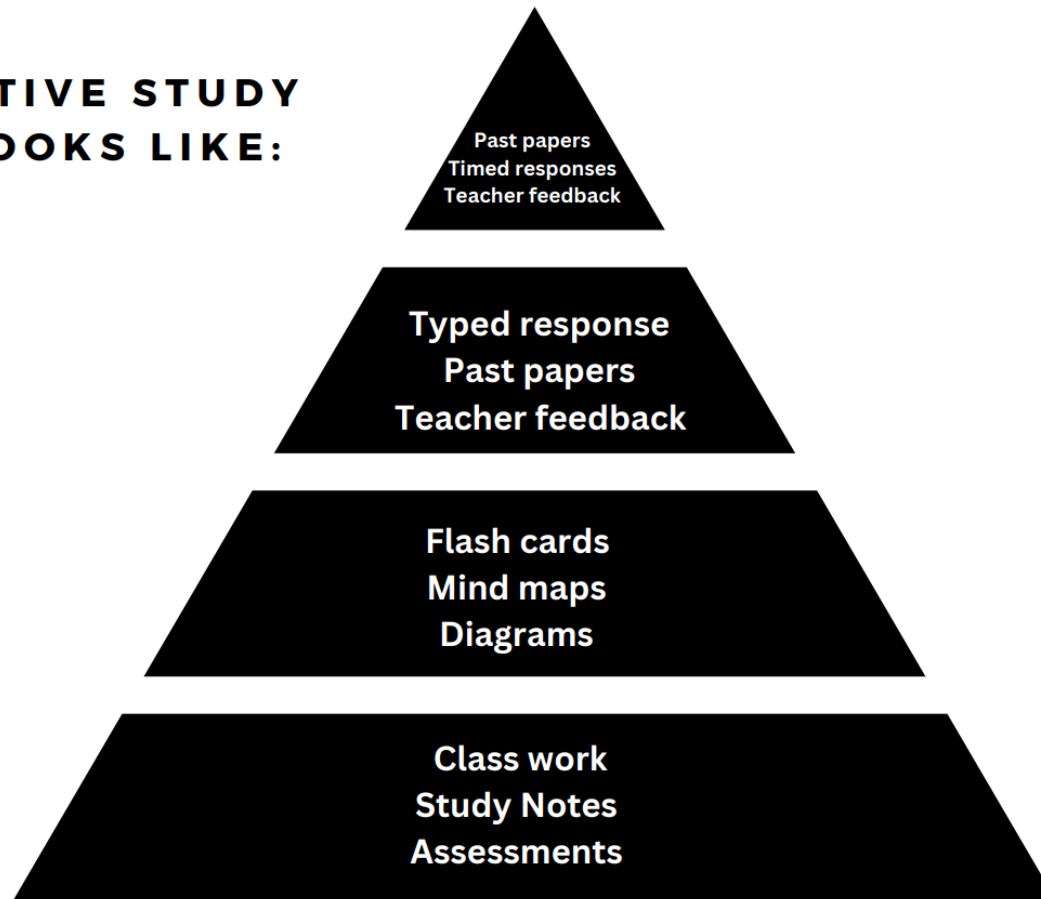 TIVE STUDY
OOKS LIKE:
Past papers
Timed responses
Teacher feedback
Typed response
Past papers
Teacher feedback
Flash cards
Mind maps
Diagrams
Class work
Study Notes
Assessments